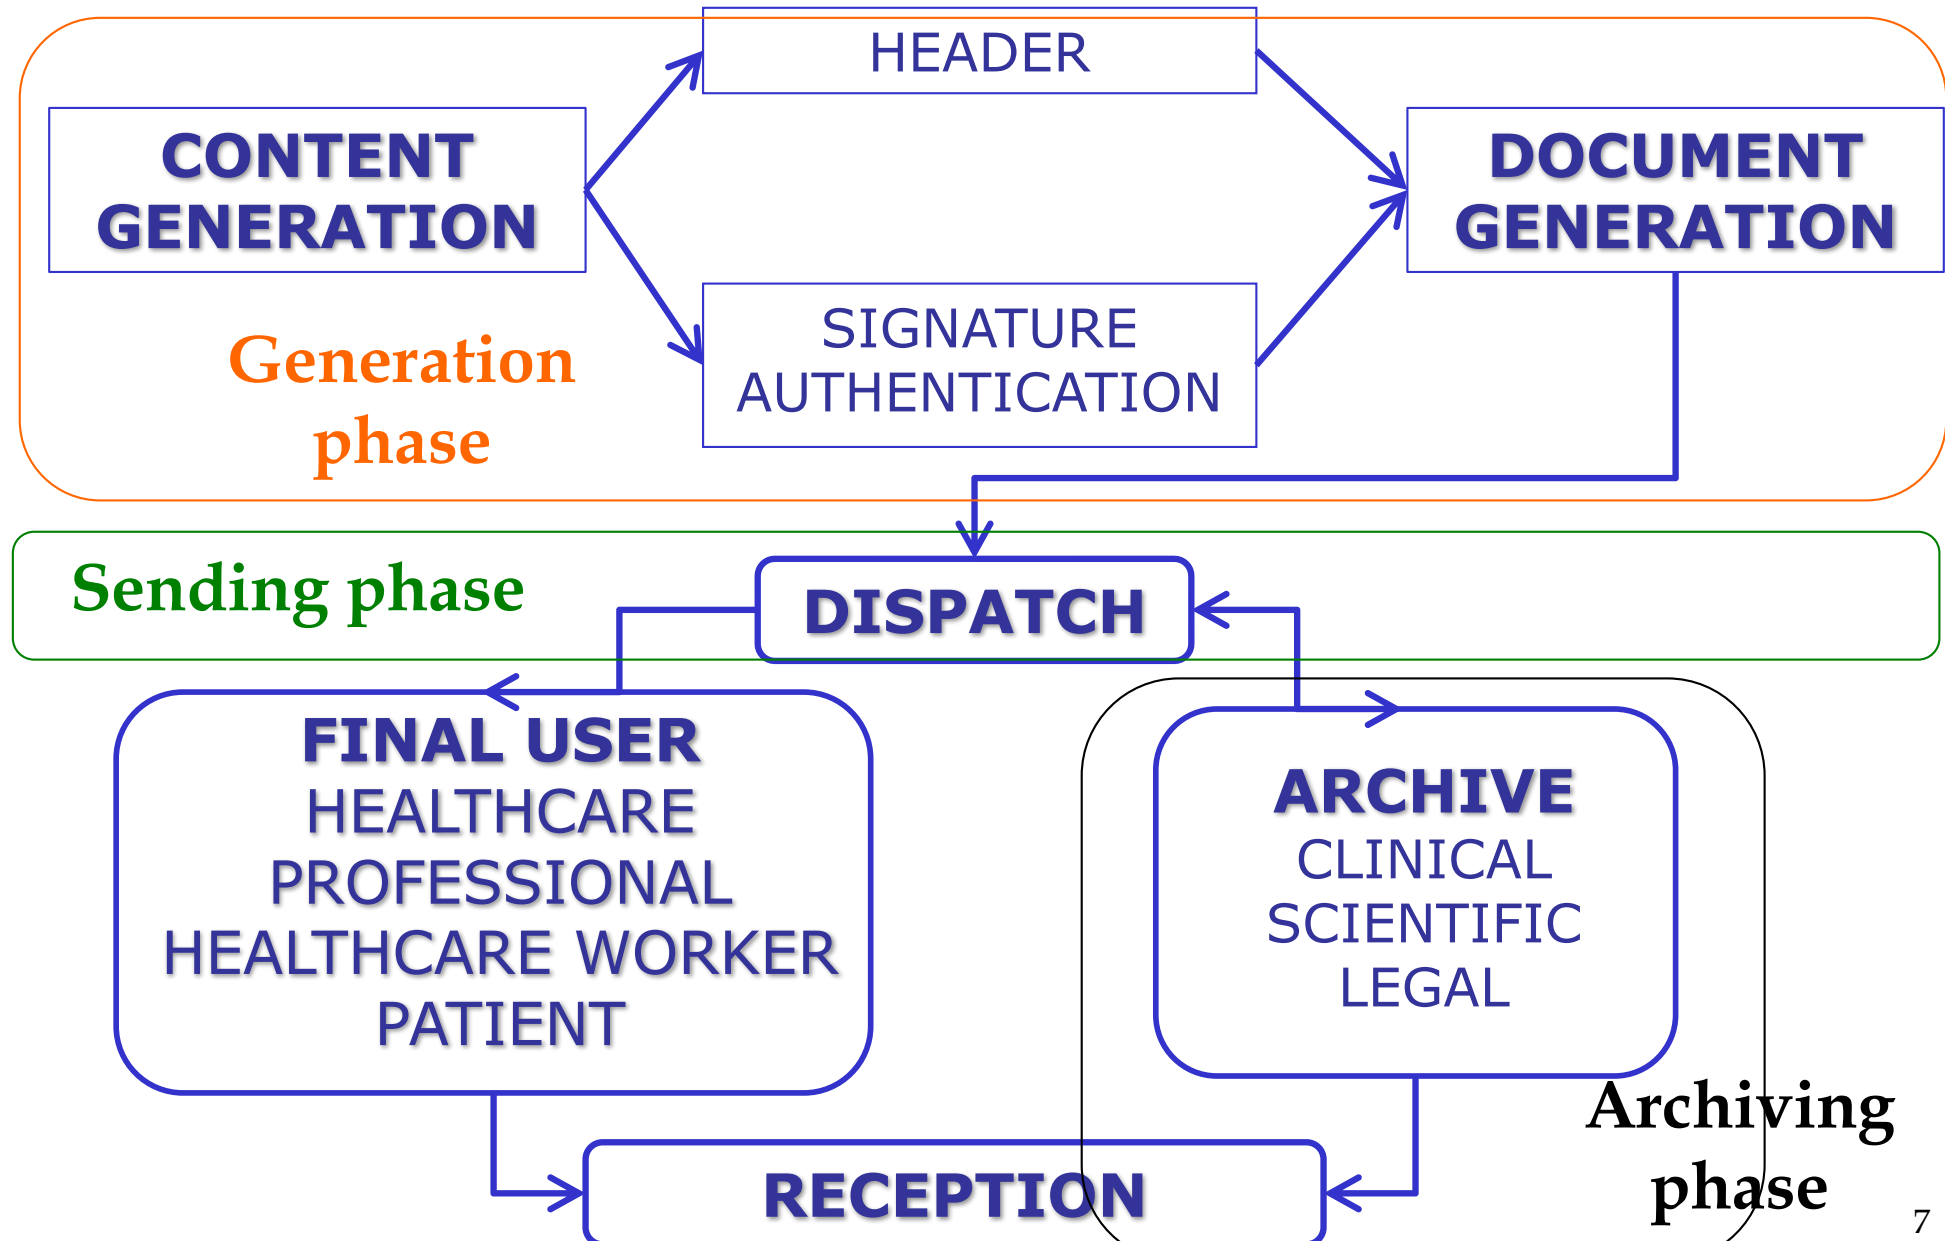 HEADER
CONTENT
GENERATION
DOCUMENT
GENERATION
SIGNATURE
AUTHENTICATION
Generation
phase
Sending phase
DISPATCH
FINAL USER
HEALTHCARE
PROFESSIONAL
HEALTHCARE WORKER
PATIENT
ARCHIVE
CLINICAL
SCIENTIFIC
LEGAL
Archiving
phase
RECEPTION
7